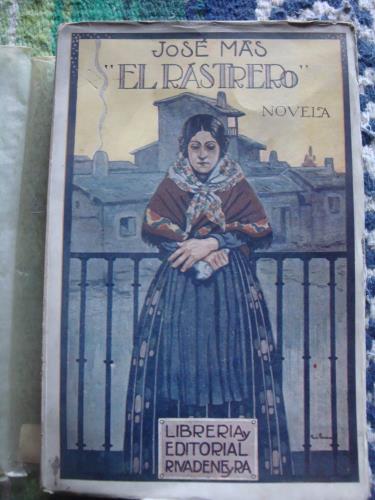 JOSÉ MAS
"EL RASTRERO"
NOVELA
LIBRERIA Y
EDITORIAL
RIVADENEYRA